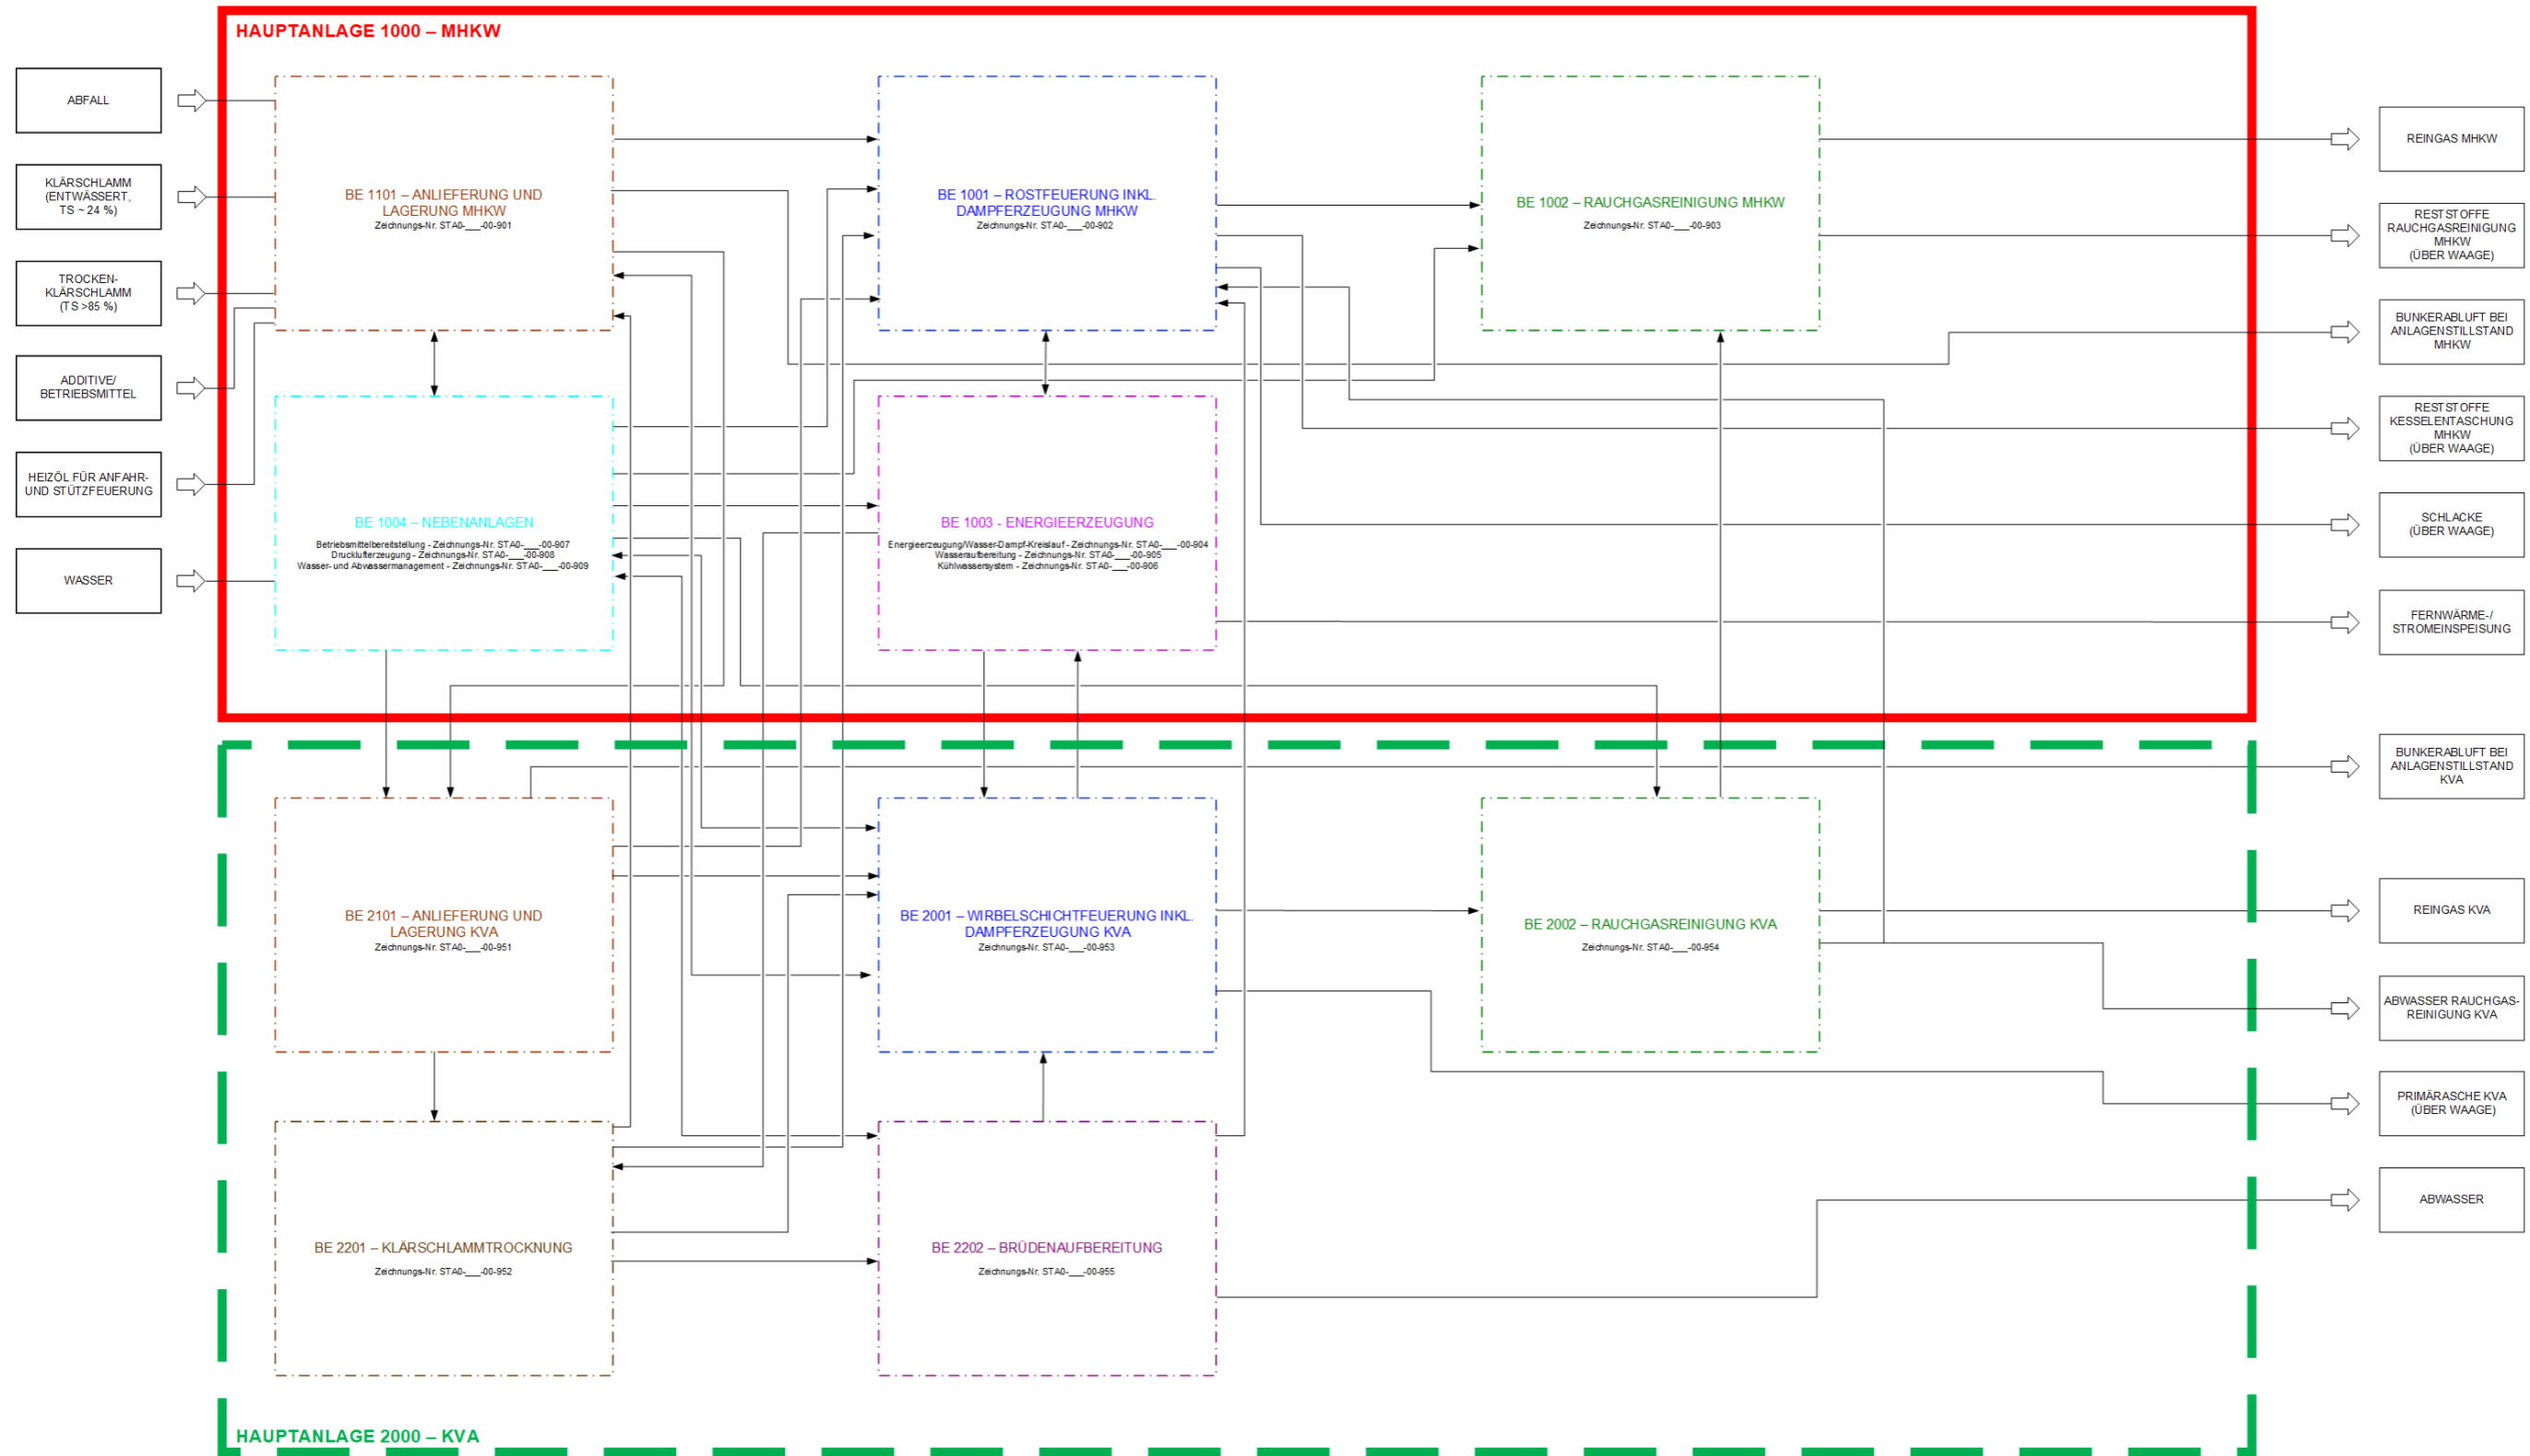 HAUPTANLAGE 1000 – MHKW
ABFALL
KLÄRSCHLAMM
(ENTWÄSSERT,
TS ~ 24 %)
TROCKEN-
KLÄRSCHLAMM
(TS >85 %)
ADDITIVE/
BETRIEBSMITTEL
HEIZÖL FÜR ANFAHR-
UND STÜTZFEUERUNG
WASSER
BE 1101 – ANLIEFERUNG UND
LAGERUNG MHKW
Zeichnungs-Nr. STA0-___-00-901
BE 1001 – ROSTFEUERUNG INKL.
DAMPFERZEUGUNG MHKW
Zeichnungs-Nr. STA0-___-00-902
BE 1002 – RAUCHGASREINIGUNG MHKW
Zeichnungs-Nr. STA0-___-00-903
BE 1004 – NEBENANLAGEN
Betriebsmittelbereitstellung - Zeichnungs-Nr. STA0-___-00-907
Drucklufterzeugung - Zeichnungs-Nr. STA0-___-00-908
Wasser- und Abwassermanagement - Zeichnungs-Nr. STA0-___-00-909
BE 1003 - ENERGIEERZEUGUNG
Energieerzeugung/Wasser-Dampf-Kreislauf - Zeichnungs-Nr. STA0-___-00-904
Wasseraufbereitung - Zeichnungs-Nr. STA0-___-00-905
Kühlwassersystem - Zeichnungs-Nr. STA0-___-00-906
REINGAS MHKW
RESTSTOFFE
RAUCHGASREINIGUNG
MHKW
(ÜBER WAAGE)
BUNKERABLUFT BEI
ANLAGENSTILLSTAND
MHKW
RESTSTOFFE
KESSELENTASCHUNG
MHKW
(ÜBER WAAGE)
SCHLACKE
(ÜBER WAAGE)
FERNWÄRME-/
STROMEINSPEISUNG
BUNKERABLUFT BEI
ANLAGENSTILLSTAND
KVA
BE 2101 – ANLIEFERUNG UND
LAGERUNG KVA
Zeichnungs-Nr. STA0-___-00-951
BE 2001 – WIRBELSCHICHTFEUERUNG INKL.
DAMPFERZEUGUNG KVA
Zeichnungs-Nr. STA0-___-00-953
BE 2002 – RAUCHGASREINIGUNG KVA
Zeichnungs-Nr. STA0-___-00-954
BE 2201 – KLÄRSCHLAMMTROCKNUNG
Zeichnungs-Nr. STA0-___-00-952
BE 2202 – BRÜDENAUFBEREITUNG
Zeichnungs-Nr. STA0-___-00-955
REINGAS KVA
ABWASSER RAUCHGAS-
REINIGUNG KVA
PRIMÄRASCHE KVA
(ÜBER WAAGE)
ABWASSER
HAUPTANLAGE 2000 – KVA